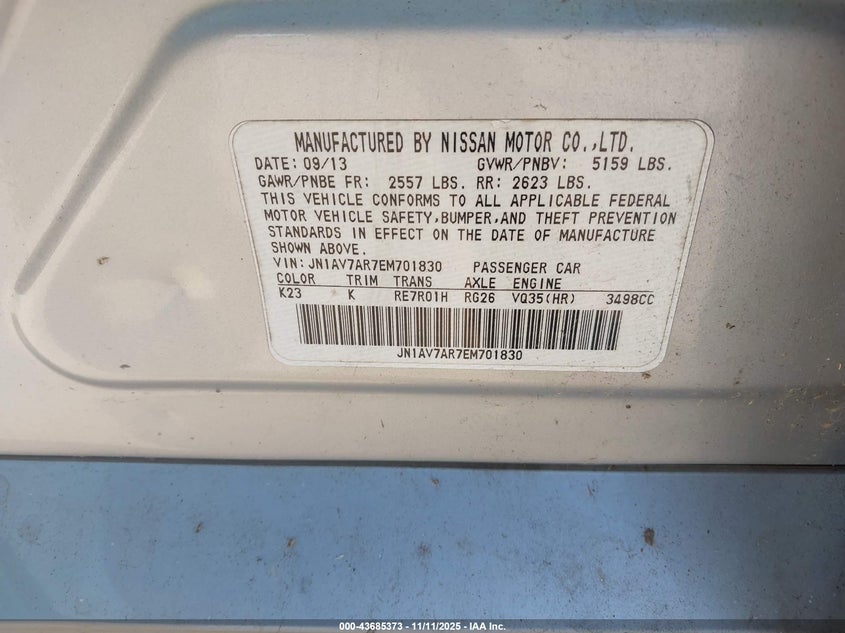 MANUFACTURED BY NISSAN MOTOR CO.,LTD.
DATE: 09/13 GVWR/PNBV: 5159 LBS.
GAWR/PNBE FR: 2557 LBS. RR: 2623 LBS.
THIS VEHICLE CONFORMS TO ALL APPLICABLE FEDERAL
MOTOR VEHICLE SAFETY,BUMPER,AND THEFT PREVENTION
STANDARDS IN EFFECT ON THE DATE OF MANUFACTURE
SHOWN ABOVE.
VIN: JN1AV7AR7EM701830 PASSENGER CAR
COLOR TRIM TRANS AXLE ENGINE
K23 K RE7R01H RG26 VQ35(HR) 3498CC
JN1AV7AR7EM701830
000-43685373 - 11/11/2025 - IAA Inc.